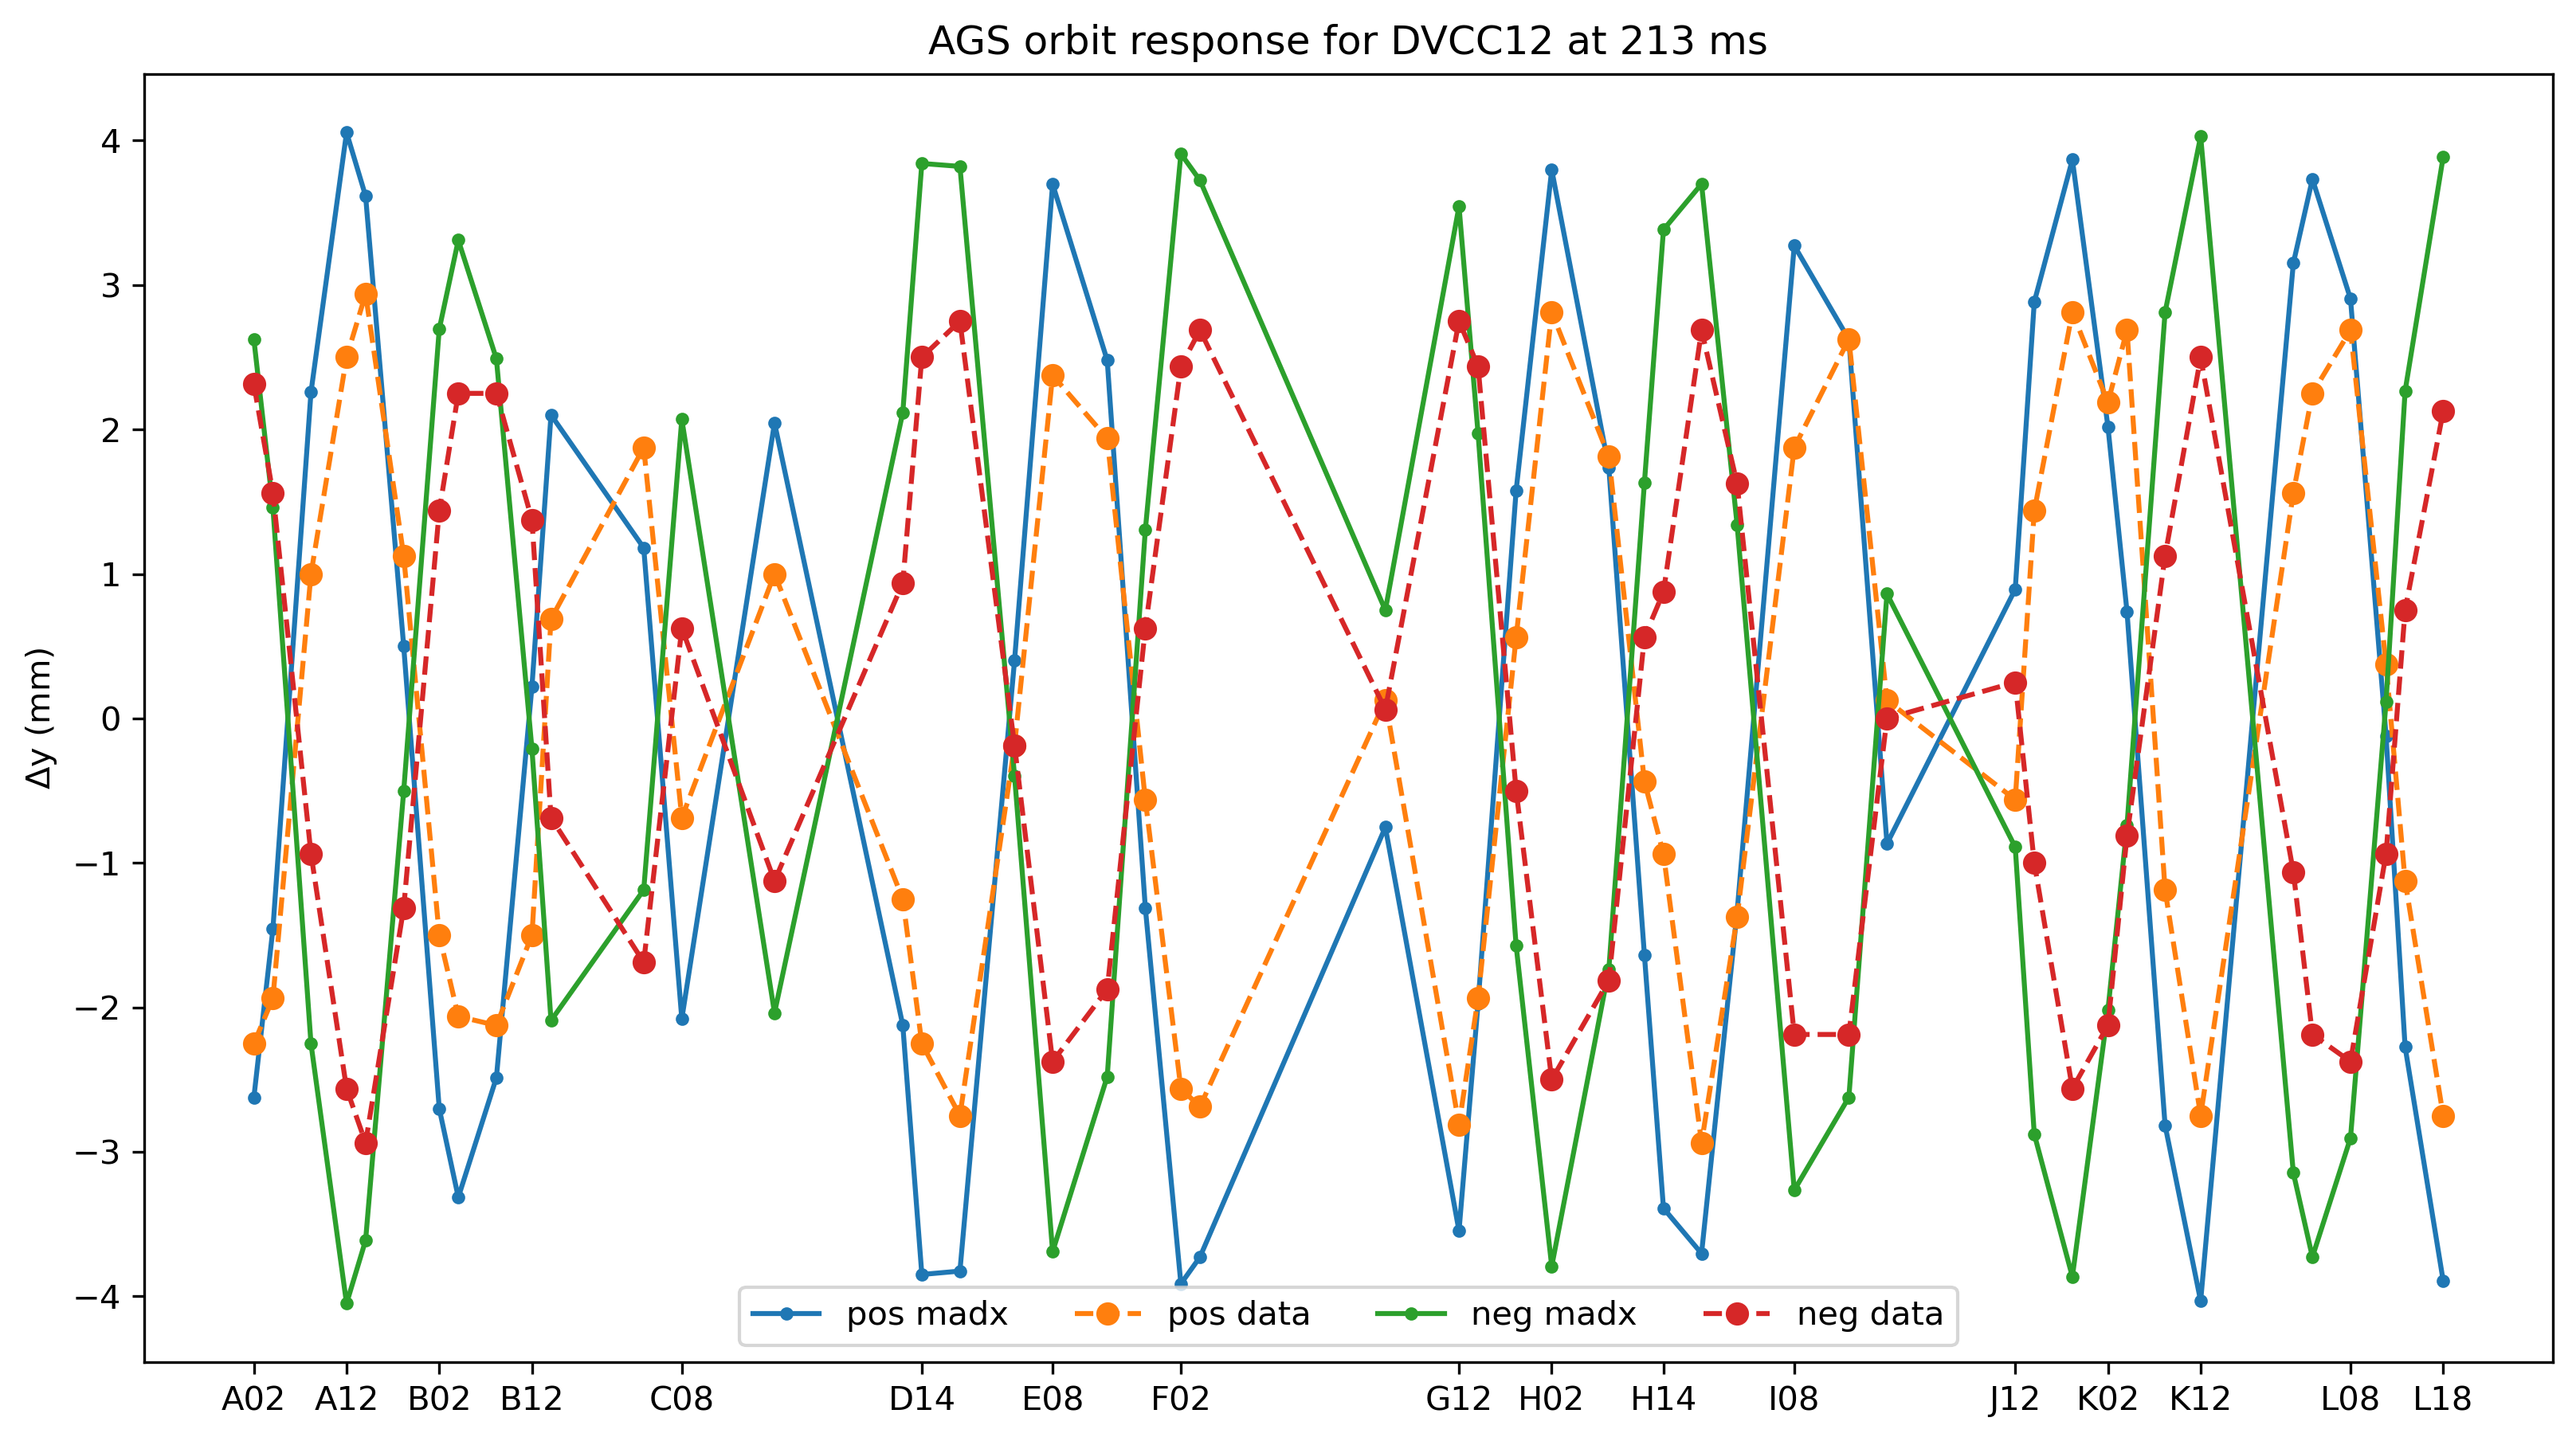 AGS orbit response for DVCC12 at 213 ms
Δy (mm)
4
3
2
1
0
−1
−2
−3
−4
pos madx pos data neg madx neg data
A02 A12 B02 B12 C08 D14 E08 F02 G12 H02 H14 I08 J12 K02 K12 L08 L18